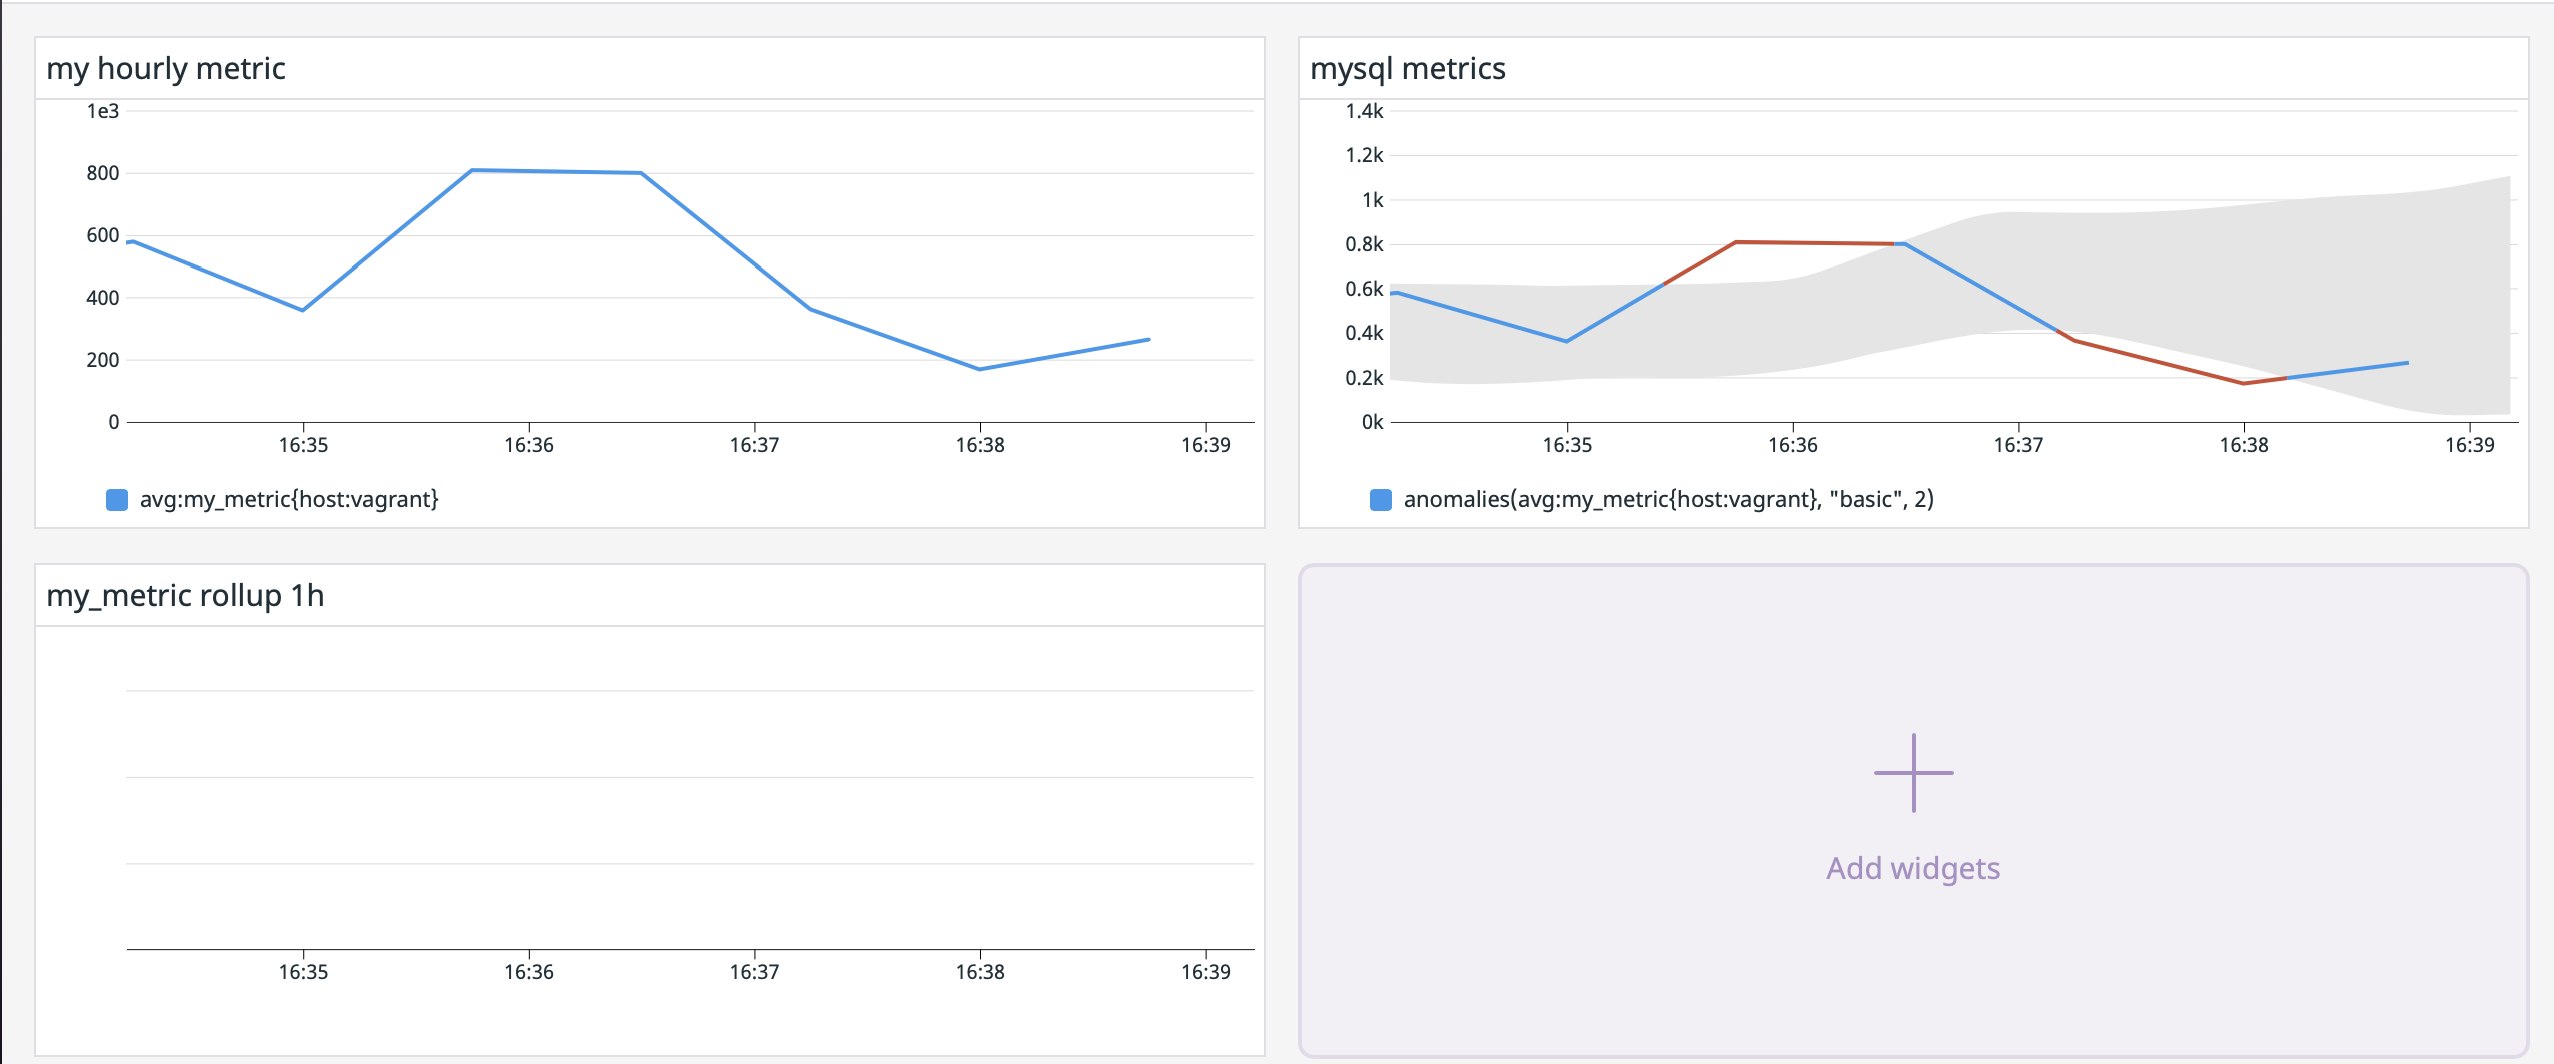 my hourly metric
1e3
800
600
400
200
0
16:35 16:36 16:37 16:38 16:39
avg:my_metric{host:vagrant}
mysql metrics
1.4k
1.2k
1k
0.8k
0.6k
0.4k
0.2k
0k
16:35 16:36 16:37 16:38 16:39
anomalies(avg:my_metric{host:vagrant}, "basic", 2)
my_metric rollup 1h
16:35 16:36 16:37 16:38 16:39
Add widgets